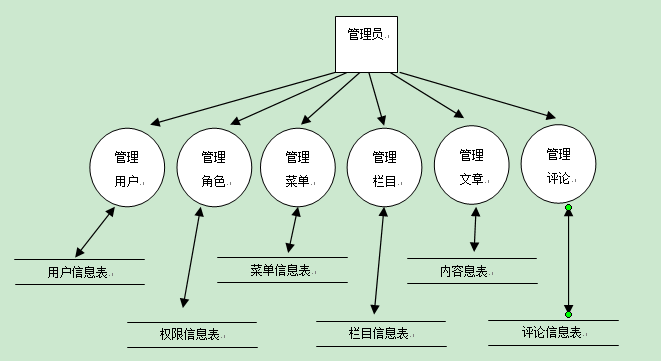 管理员
管理
用户
管理
角色
管理
菜单
管理
栏目
管理
文章
管理
评论
用户信息表
菜单信息表
内容息表
权限信息表
栏目信息表
评论信息表